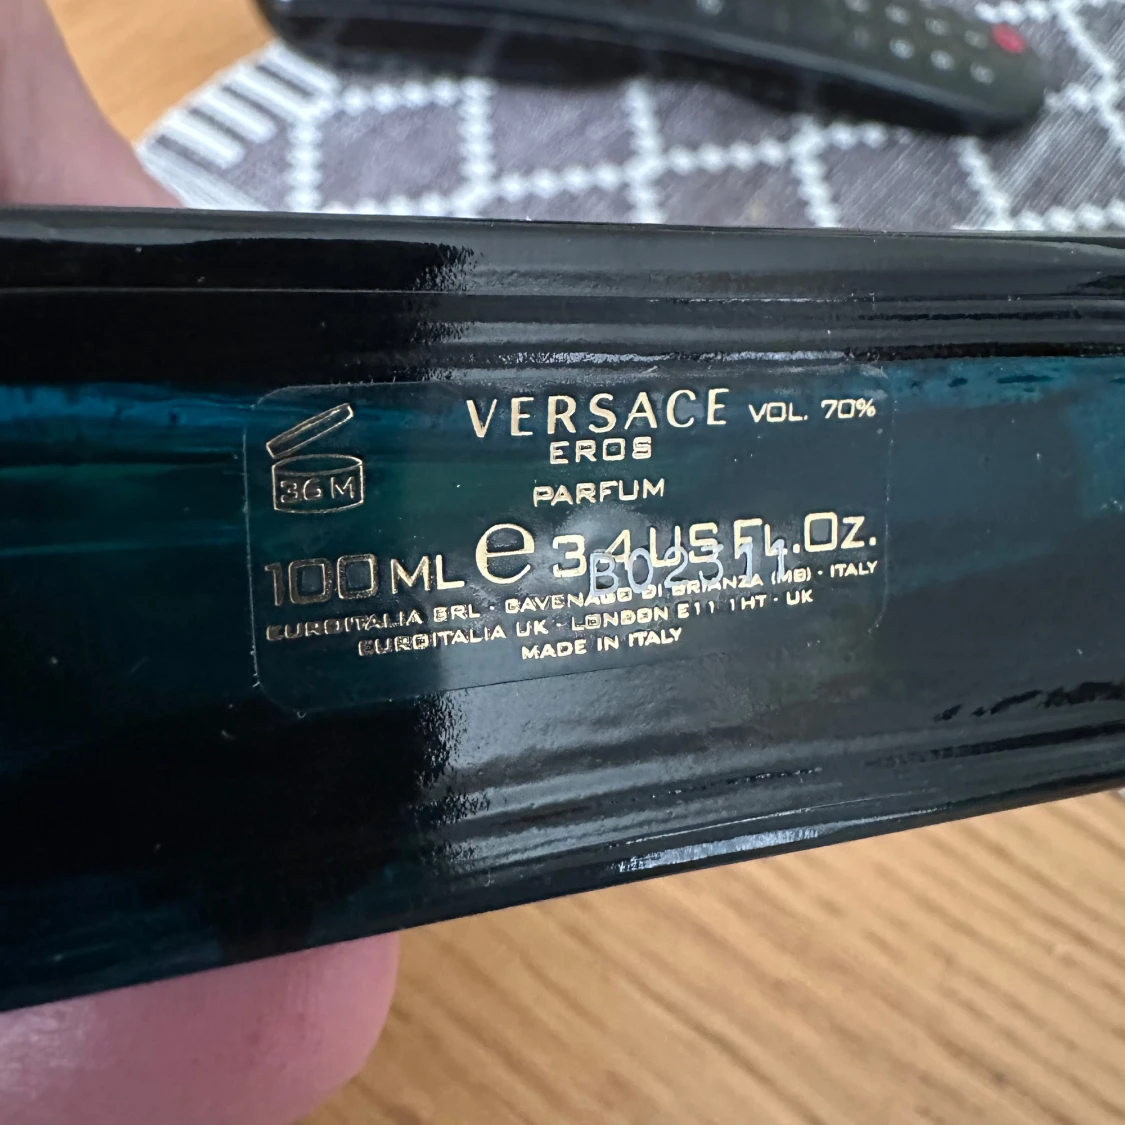 VERSACE VOL. 70%
EROS
PARFUM
36 M
100 ML e 3.4 US FL.OZ.
B02511
EUROITALIA SRL · CAVENAGO DI BRIANZA (MB) · ITALY
EUROITALIA UK · LONDON E11 1HT · UK
MADE IN ITALY